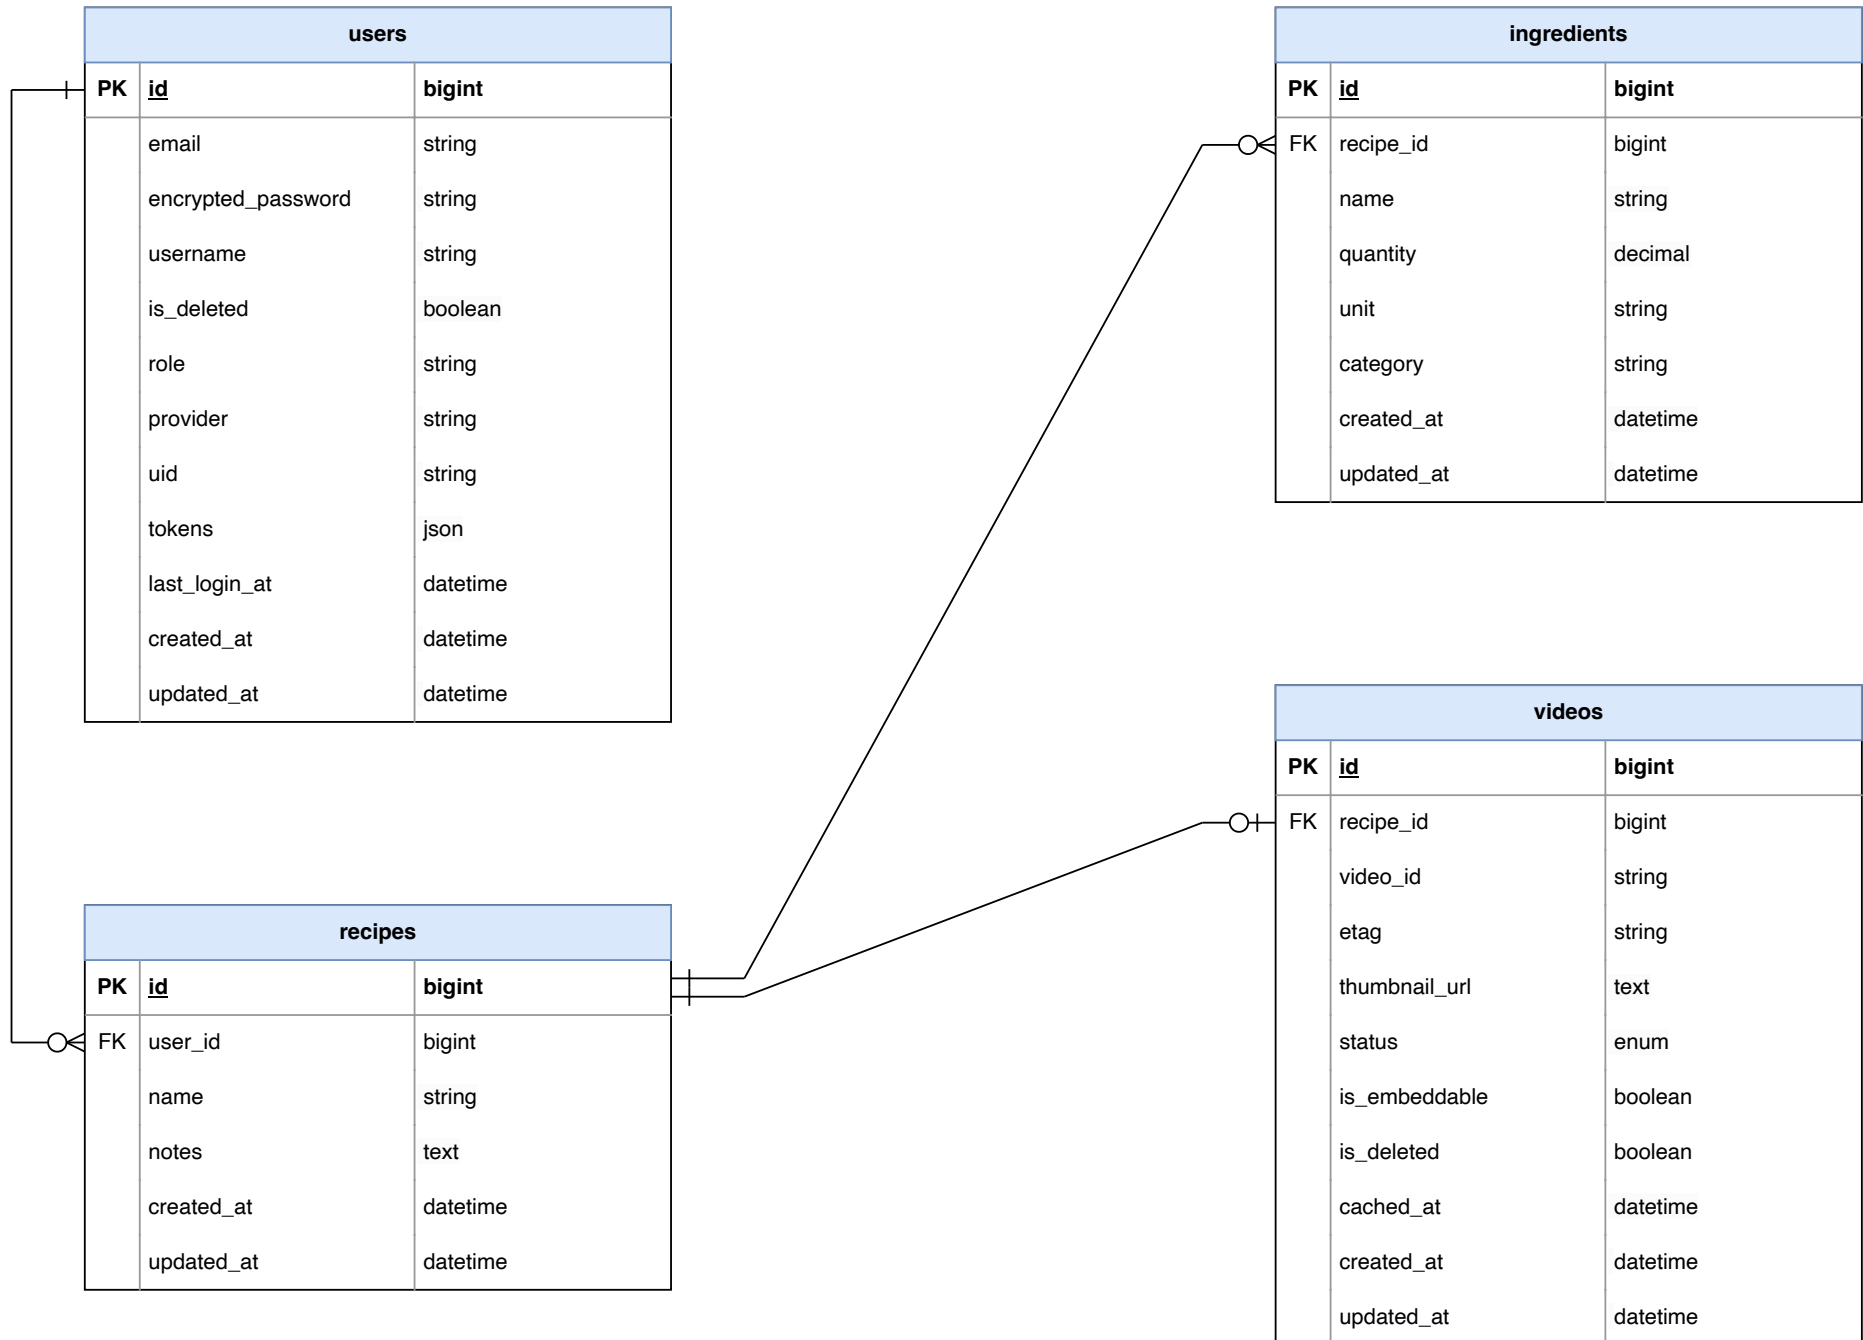 users
PK id bigint
email string
encrypted_password string
username string
is_deleted boolean
role string
provider string
uid string
tokens json
last_login_at datetime
created_at datetime
updated_at datetime
ingredients
PK id bigint
FK recipe_id bigint
name string
quantity decimal
unit string
category string
created_at datetime
updated_at datetime
recipes
PK id bigint
FK user_id bigint
name string
notes text
created_at datetime
updated_at datetime
videos
PK id bigint
FK recipe_id bigint
video_id string
etag string
thumbnail_url text
status enum
is_embeddable boolean
is_deleted boolean
cached_at datetime
created_at datetime
updated_at datetime